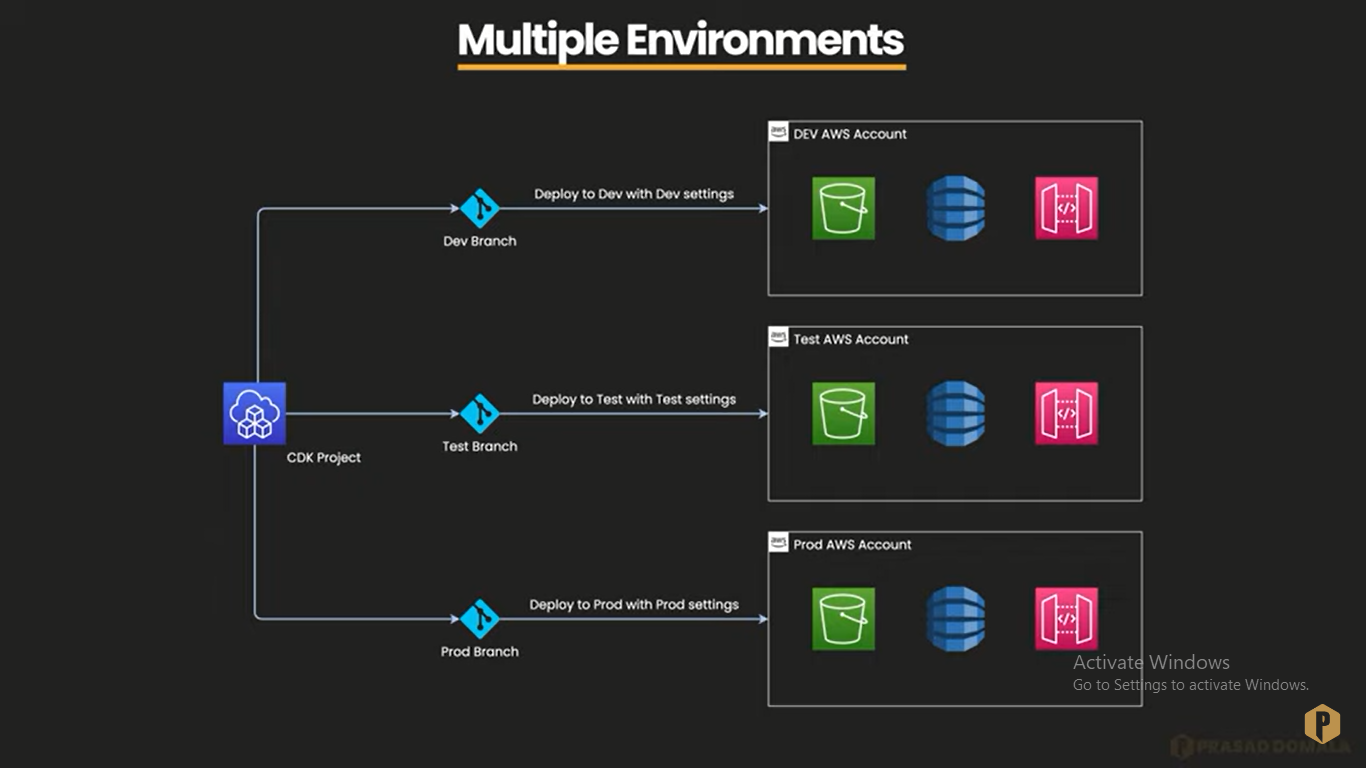 Multiple Environments
aws DEV AWS Account
Deploy to Dev with Dev settings
Dev Branch
aws Test AWS Account
Deploy to Test with Test settings
Test Branch
CDK Project
aws Prod AWS Account
Deploy to Prod with Prod settings
Prod Branch
Activate Windows
Go to Settings to activate Windows.
P
PRASAD DOMALA